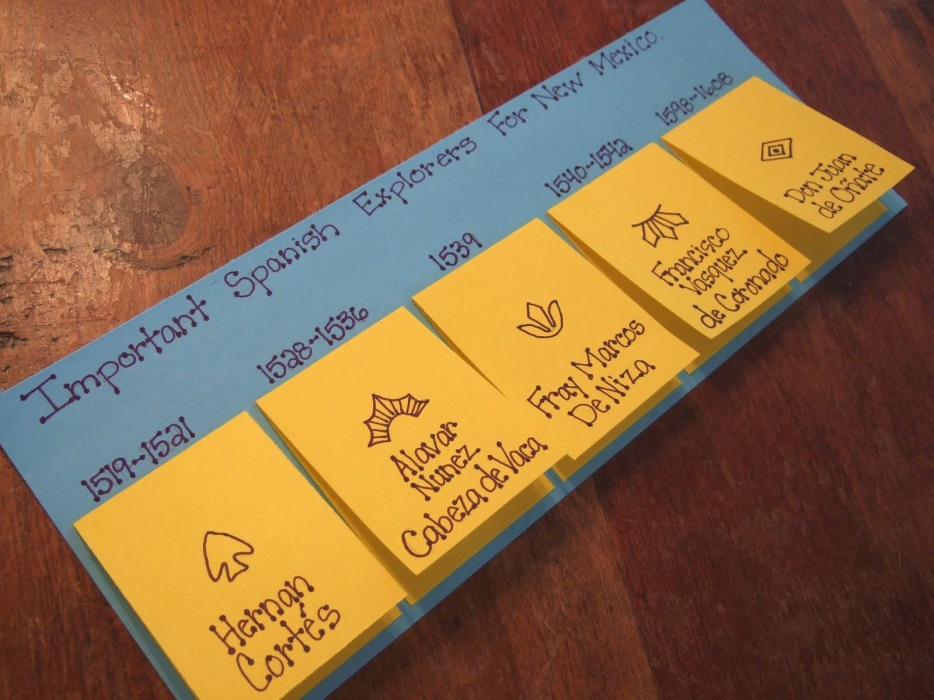 Important Spanish Explorers For New Mexico.
1519-1521
Hernan
Cortés
1528-1536
Alavar
Nunez
Cabeza de Vaca
1539
Fray Marcos
De Niza
1540-1542
Francisco
Vasquez
de Coronado
1598-1608
Don Juan
de Oñate